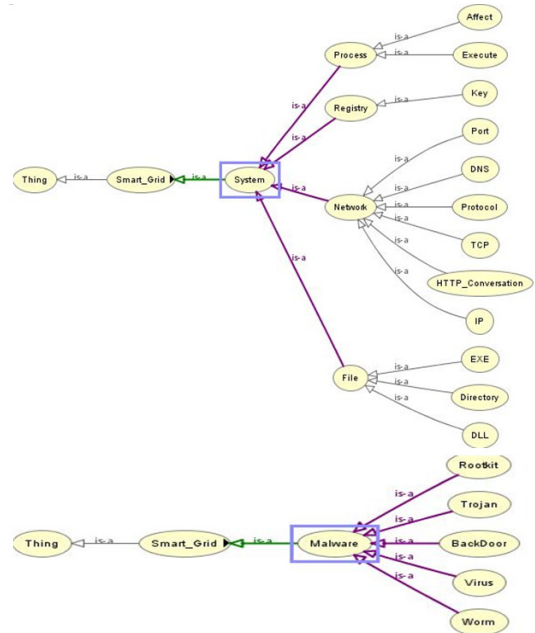 Affect
Process
is-a
Execute
is-a
Key
Registry
is-a
is-a
is-a
Port
is-a
DNS
Thing
is-a
Smart_Grid
is-a
System
is-a
is-a
Network
is-a
Protocol
is-a
TCP
is-a
HTTP_Conversation
is-a
IP
is-a
EXE
is-a
File
is-a
Directory
is-a
DLL
Rootkit
is-a
Trojan
is-a
Thing
is-a
Smart_Grid
is-a
Malware
is-a
BackDoor
is-a
Virus
is-a
Worm